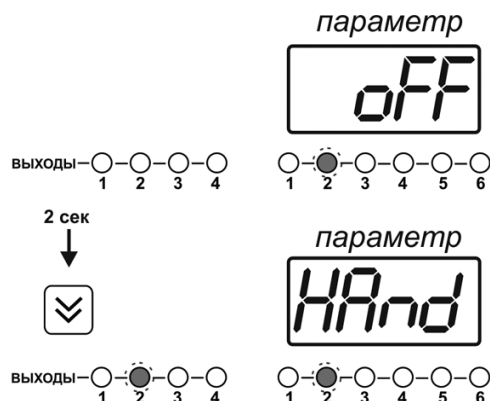 параметр
oFF
выходы
1 2 3 4
1 2 3 4 5 6
2 сек
параметр
HAnd
выходы
1 2 3 4
1 2 3 4 5 6